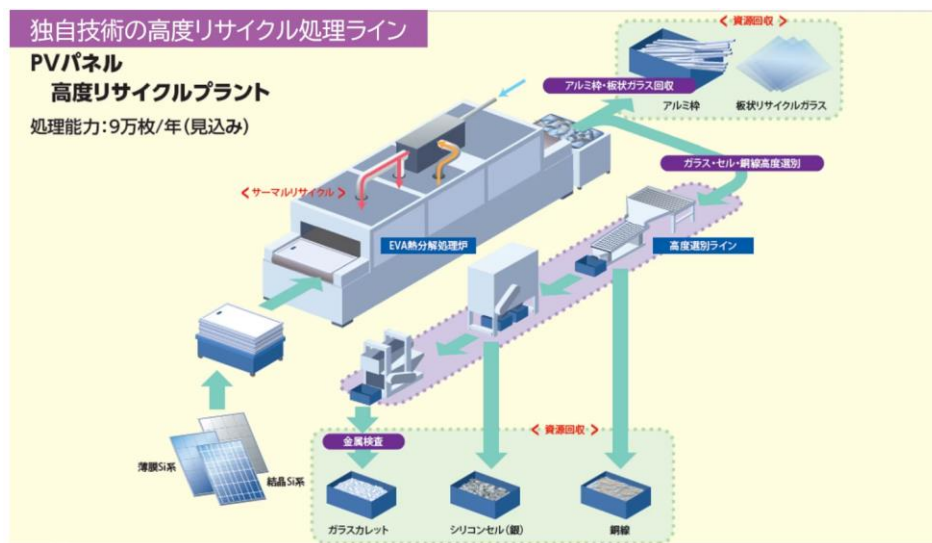 独自技術の高度リサイクル処理ライン
PVパネル
高度リサイクルプラント
処理能力：9万枚/年(見込み)
＜ 資源回収 ＞
アルミ枠・板状ガラス回収
アルミ枠
板状リサイクルガラス
ガラス・セル・銅線高度選別
＜サーマルリサイクル＞
EVA熱分解処理炉
高度選別ライン
薄膜Si系
結晶Si系
＜ 資源回収 ＞
金属検査
ガラスカレット
シリコンセル（銀）
銅線